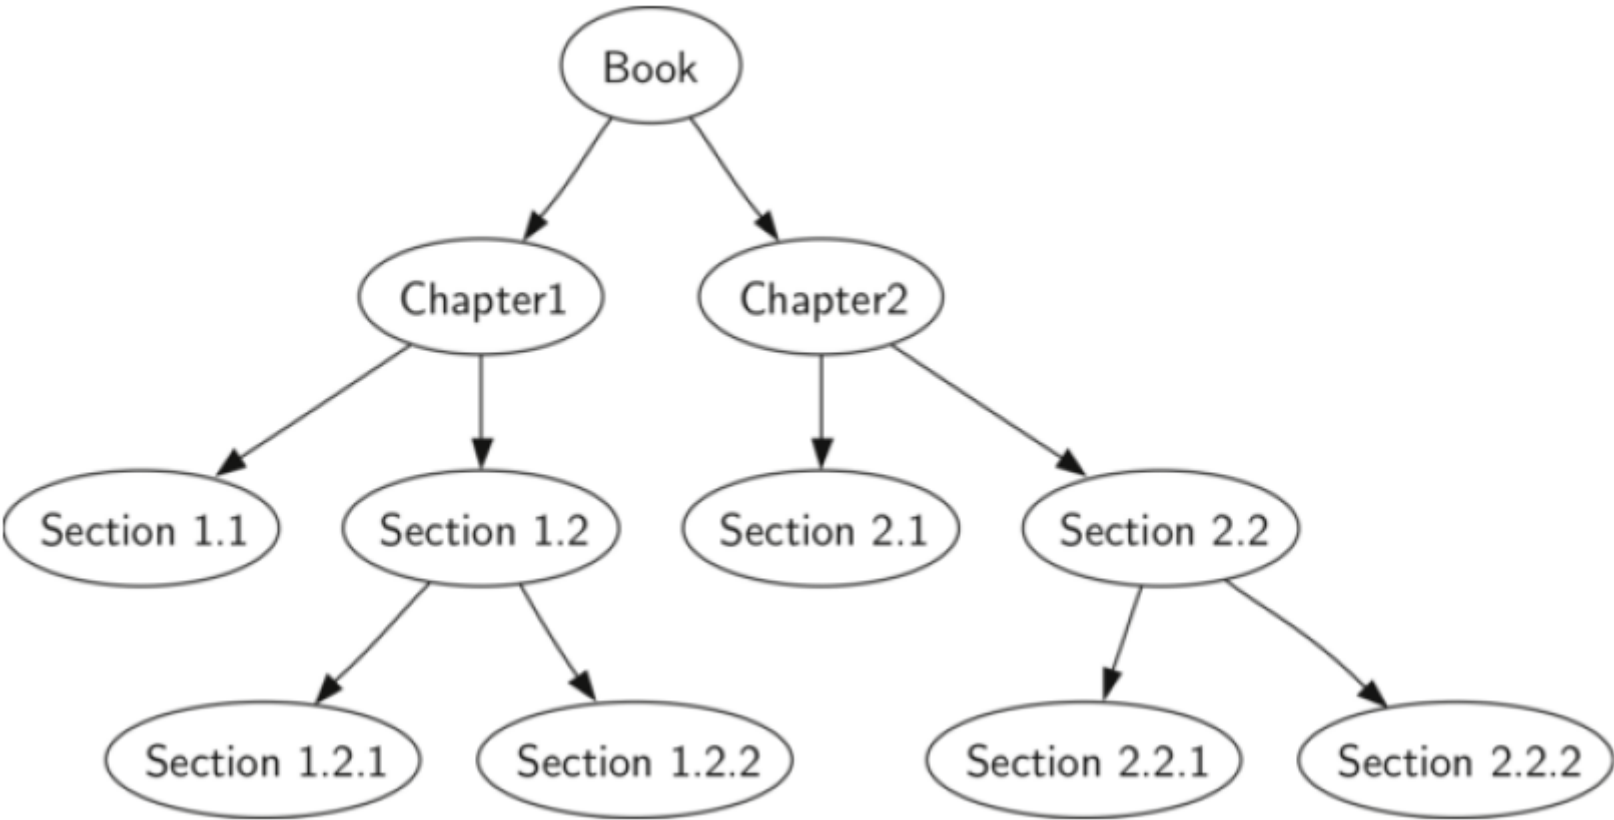 Book
Chapter1
Chapter2
Section 1.1
Section 1.2
Section 2.1
Section 2.2
Section 1.2.1
Section 1.2.2
Section 2.2.1
Section 2.2.2